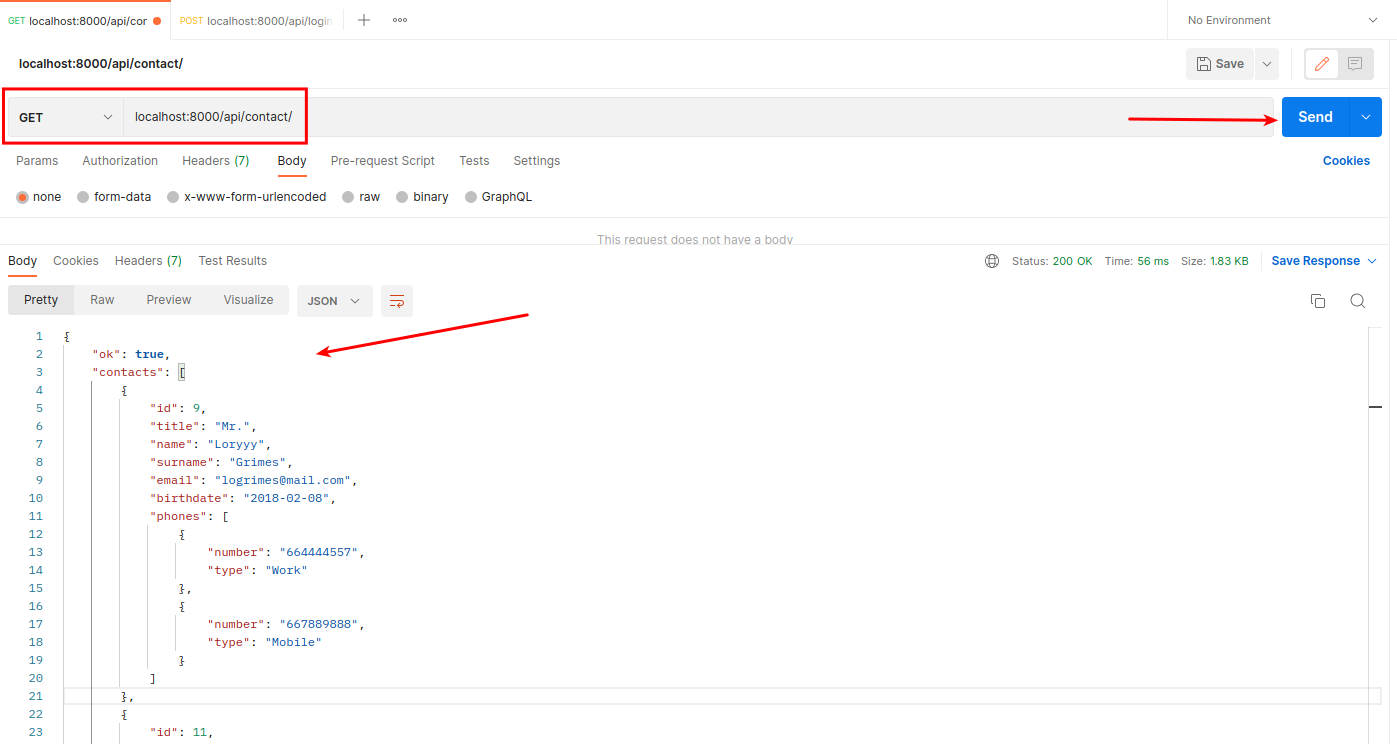 GET localhost:8000/api/cor POST localhost:8000/api/login No Environment
localhost:8000/api/contact/ Save
GET localhost:8000/api/contact/ Send
Params Authorization Headers (7) Body Pre-request Script Tests Settings Cookies
none form-data x-www-form-urlencoded raw binary GraphQL
This request does not have a body
Body Cookies Headers (7) Test Results Status: 200 OK Time: 56 ms Size: 1.83 KB Save Response
Pretty Raw Preview Visualize JSON
1 {
2 "ok": true,
3 "contacts": [
4 {
5 "id": 9,
6 "title": "Mr.",
7 "name": "Loryyy",
8 "surname": "Grimes",
9 "email": "logrimes@mail.com",
10 "birthdate": "2018-02-08",
11 "phones": [
12 {
13 "number": "664444557",
14 "type": "Work"
15 },
16 {
17 "number": "667889888",
18 "type": "Mobile"
19 }
20 ]
21 },
22 {
23 "id": 11,